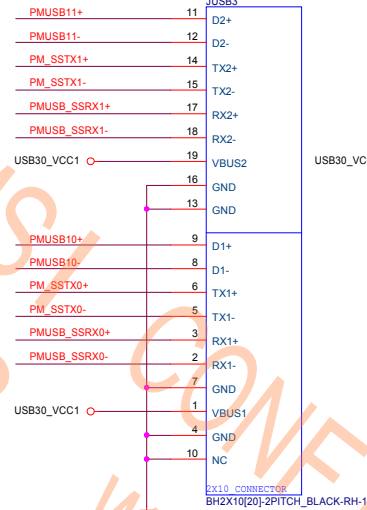 JUSB3
PMUSB11+ 11 D2+
PMUSB11- 12 D2-
PM_SSTX1+ 14 TX2+
PM_SSTX1- 15 TX2-
PMUSB_SSRX1+ 17 RX2+
PMUSB_SSRX1- 18 RX2-
USB30_VCC1 19 VBUS2 USB30_VC
16 GND
13 GND
PMUSB10+ 9 D1+
PMUSB10- 8 D1-
PM_SSTX0+ 6 TX1+
PM_SSTX0- 5 TX1-
PMUSB_SSRX0+ 3 RX1+
PMUSB_SSRX0- 2 RX1-
7 GND
USB30_VCC1 1 VBUS1
4 GND
10 NC
2X10 CONNECTOR
BH2X10[20]-2PITCH_BLACK-RH-1